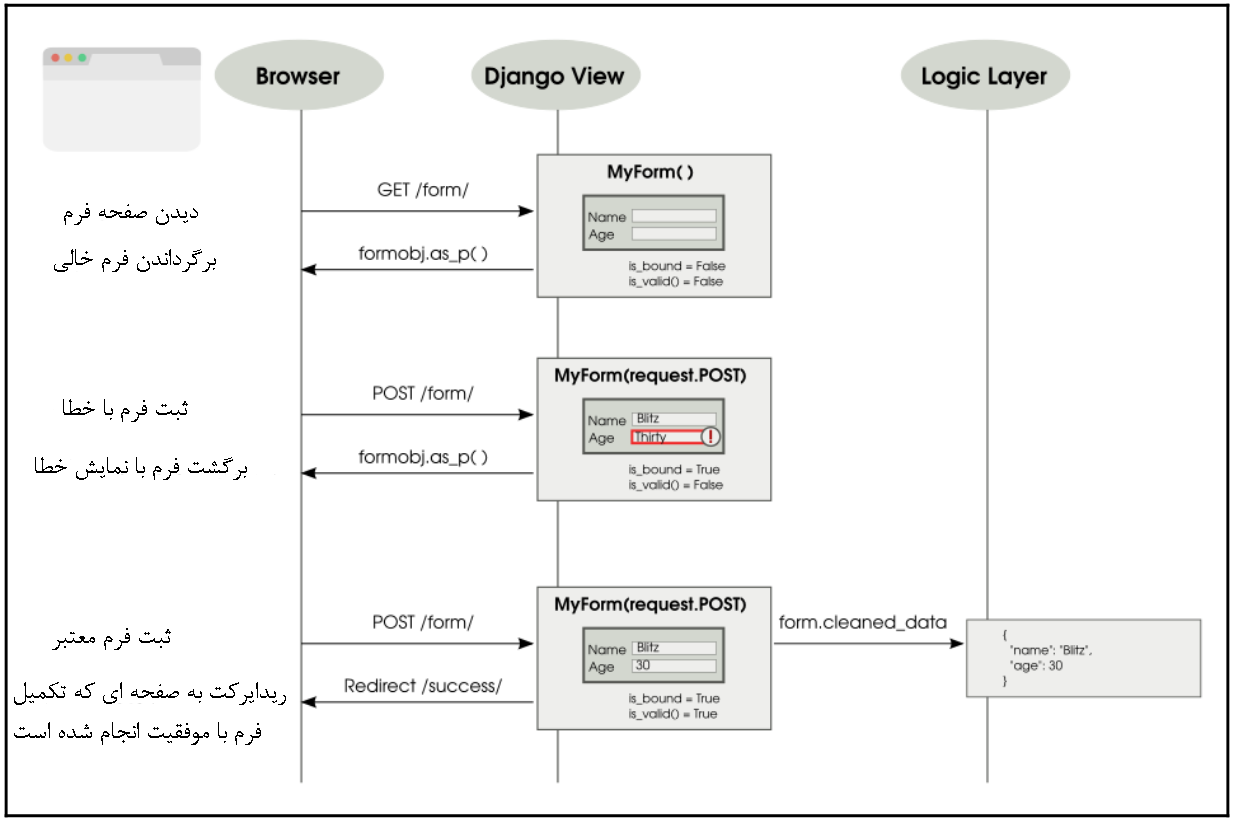 Browser
Django View
Logic Layer
MyForm( )
دیدن صفحه فرم
GET /form/
Name
Age
برگرداندن فرم خالی
formobj.as_p( )
is_bound = False
is_valid() = False
MyForm(request.POST)
ثبت فرم با خطا
POST /form/
Name Blitz
Age Thirty !
برگشت فرم با نمایش خطا
formobj.as_p( )
is_bound = True
is_valid() = False
MyForm(request.POST)
ثبت فرم معتبر
POST /form/
Name Blitz
Age 30
form.cleaned_data
{
"name": "Blitz",
"age": 30
}
ریدایرکت به صفحه ای که تکمیل
فرم با موفقیت انجام شده است
Redirect /success/
is_bound = True
is_valid() = True